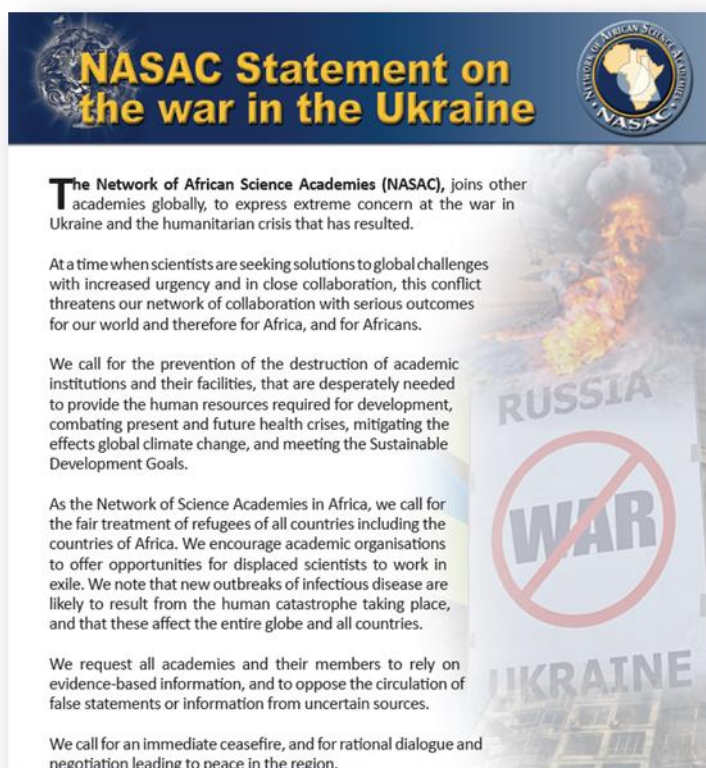 NASAC Statement on
the war in the Ukraine
NETWORK OF AFRICAN SCIENCE ACADEMIES
NASAC
The Network of African Science Academies (NASAC), joins other
academies globally, to express extreme concern at the war in
Ukraine and the humanitarian crisis that has resulted.
At a time when scientists are seeking solutions to global challenges
with increased urgency and in close collaboration, this conflict
threatens our network of collaboration with serious outcomes
for our world and therefore for Africa, and for Africans.
We call for the prevention of the destruction of academic
institutions and their facilities, that are desperately needed
to provide the human resources required for development,
combating present and future health crises, mitigating the
effects global climate change, and meeting the Sustainable
Development Goals.
As the Network of Science Academies in Africa, we call for
the fair treatment of refugees of all countries including the
countries of Africa. We encourage academic organisations
to offer opportunities for displaced scientists to work in
exile. We note that new outbreaks of infectious disease are
likely to result from the human catastrophe taking place,
and that these affect the entire globe and all countries.
We request all academies and their members to rely on
evidence-based information, and to oppose the circulation of
false statements or information from uncertain sources.
We call for an immediate ceasefire, and for rational dialogue and
negotiation leading to peace in the region.
RUSSIA
WAR
UKRAINE